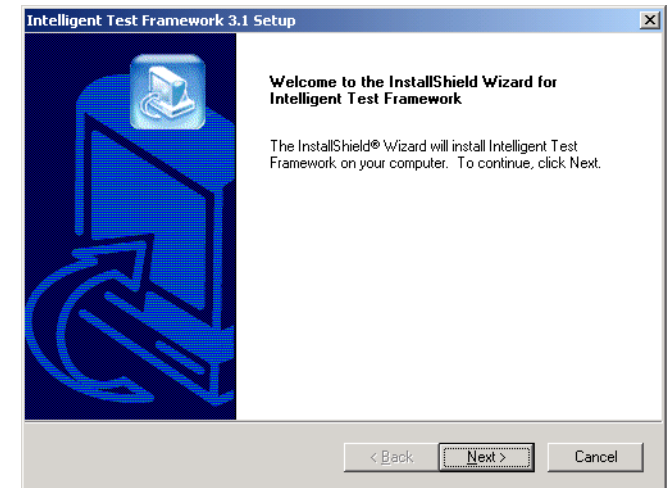 Intelligent Test Framework 3.1 Setup
Welcome to the InstallShield Wizard for
Intelligent Test Framework
The InstallShield® Wizard will install Intelligent Test
Framework on your computer.  To continue, click Next.
< Back
Next >
Cancel